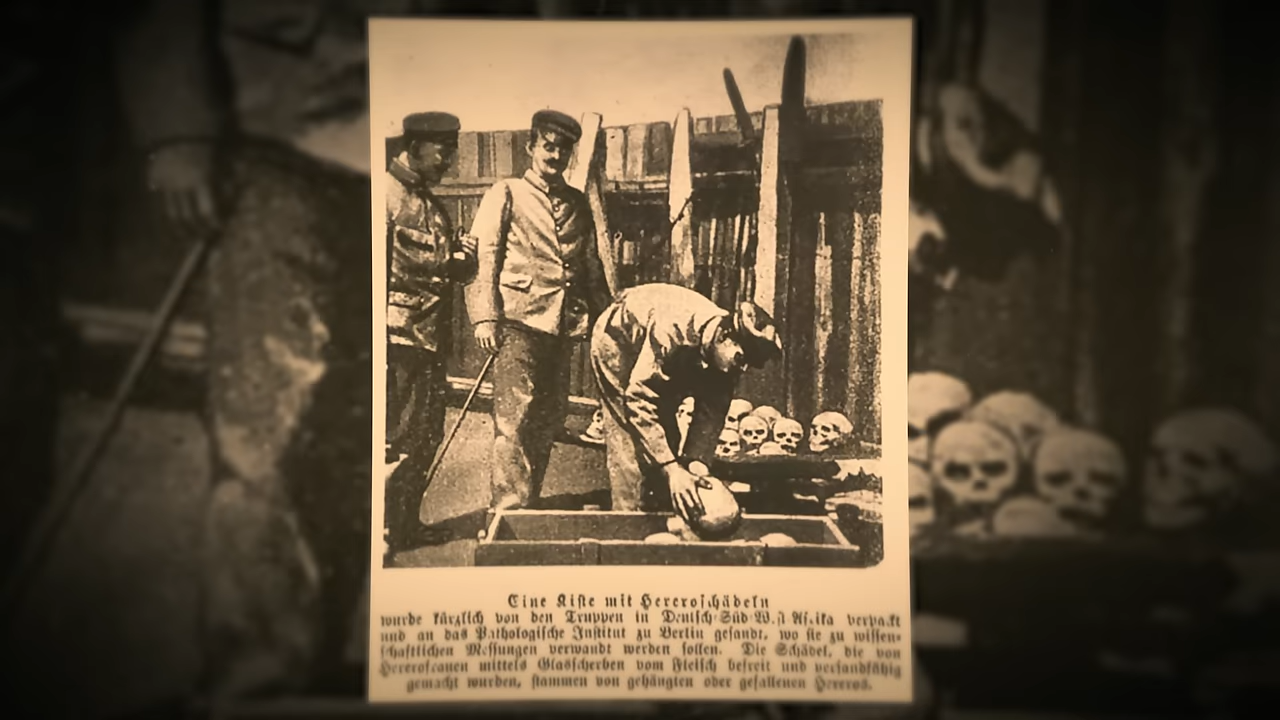 Eine Kiste mit Hereroschädeln
wurde kürzlich von den Truppen in Deutsch-Süd-West-Afrika verpackt
und an das Pathologische Institut zu Berlin gesandt, wo sie zu wissen-
schaftlichen Messungen verwandt werden sollen. Die Schädel, die von
Hererofrauen mittels Glasscherben vom Fleisch befreit und versandfähig
gemacht wurden, stammen von gehängten oder gefallenen Hereros.